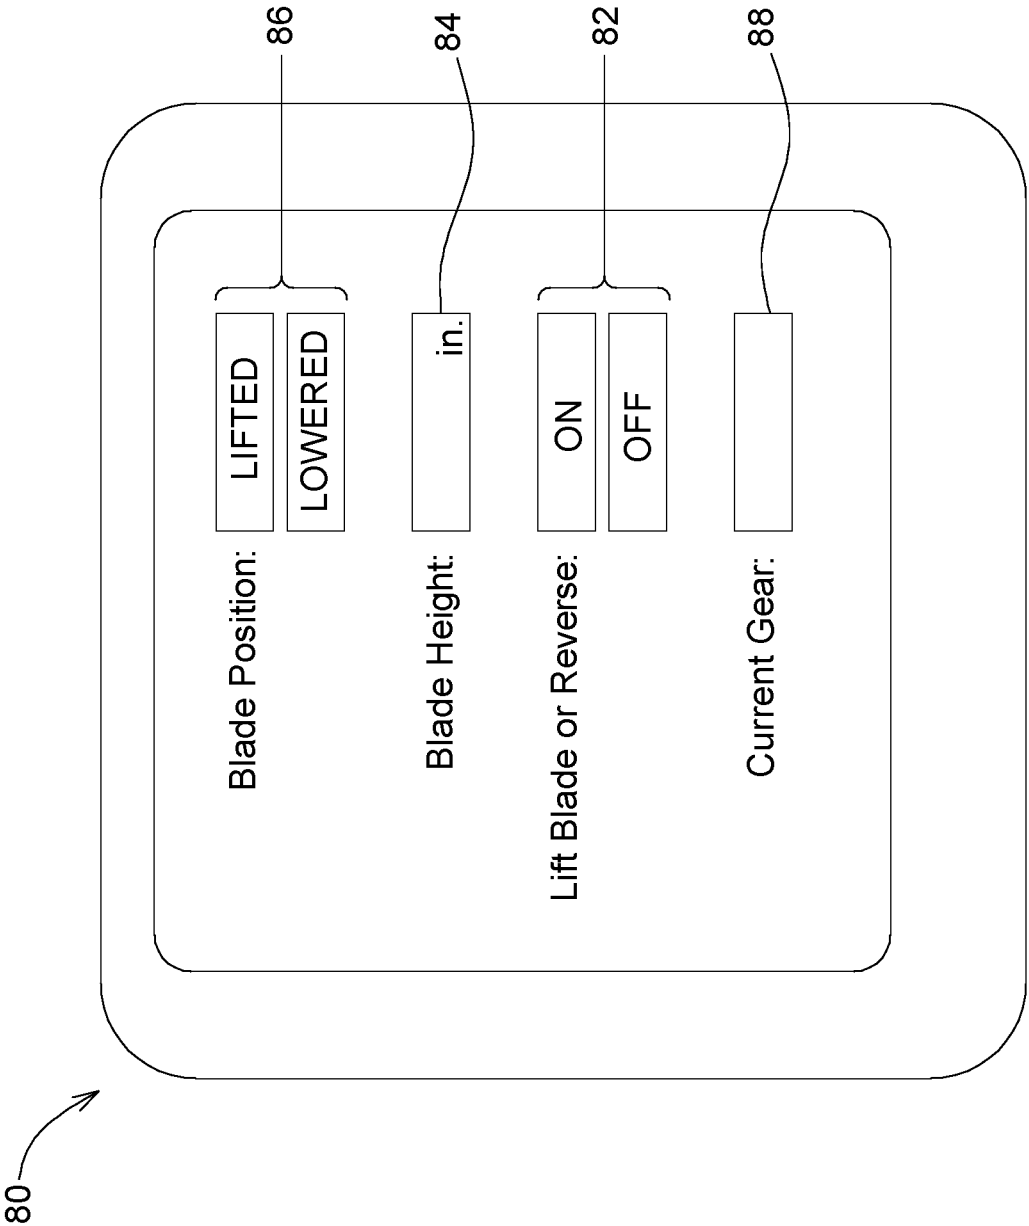 80
Blade Position: LIFTED
LOWERED
86
Blade Height: in.
84
Lift Blade or Reverse: ON
OFF
82
Current Gear:
88